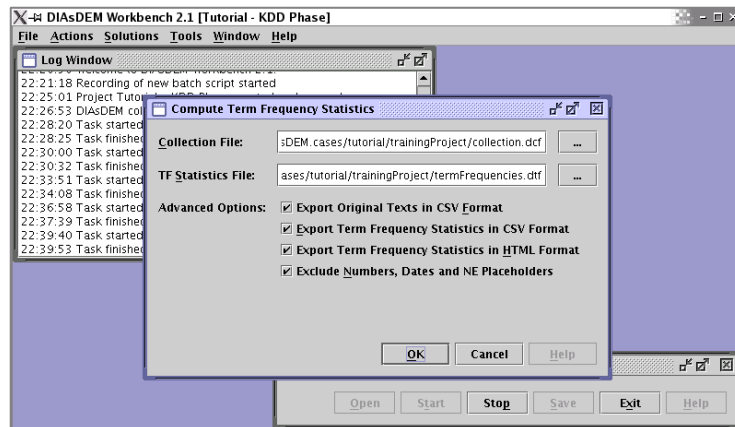 DIAsDEM Workbench 2.1 [Tutorial - KDD Phase]
File Actions Solutions Tools Window Help
Log Window
22:21:18 Recording of new batch script started
22:25:01 Project
22:26:53 DIAsDEM
22:28:20 Task started
22:28:25 Task finished
22:30:00 Task started
22:30:32 Task finished
22:33:51 Task started
22:34:08 Task finished
22:36:58 Task started
22:37:39 Task finished
22:39:40 Task started
22:39:53 Task finished
Compute Term Frequency Statistics
Collection File: sDEM.cases/tutorial/trainingProject/collection.dcf ...
TF Statistics File: ases/tutorial/trainingProject/termFrequencies.dtf ...
Advanced Options: Export Original Texts in CSV Format
Export Term Frequency Statistics in CSV Format
Export Term Frequency Statistics in HTML Format
Exclude Numbers, Dates and NE Placeholders
OK Cancel Help
Open Start Stop Save Exit Help